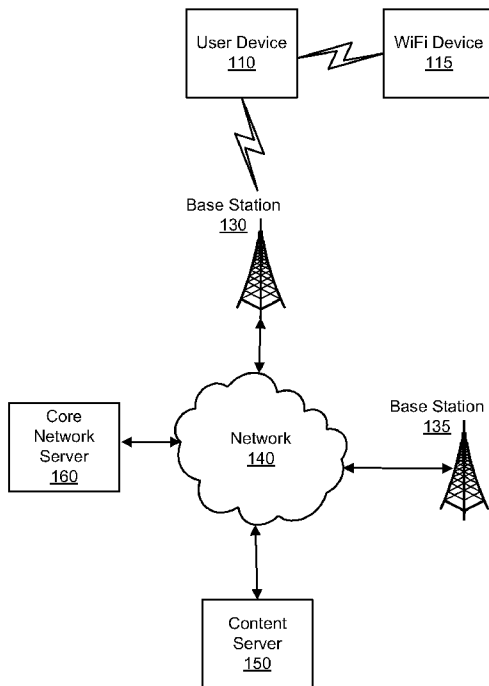 User Device
110
WiFi Device
115
Base Station
130
Core
Network
Server
160
Network
140
Base Station
135
Content
Server
150